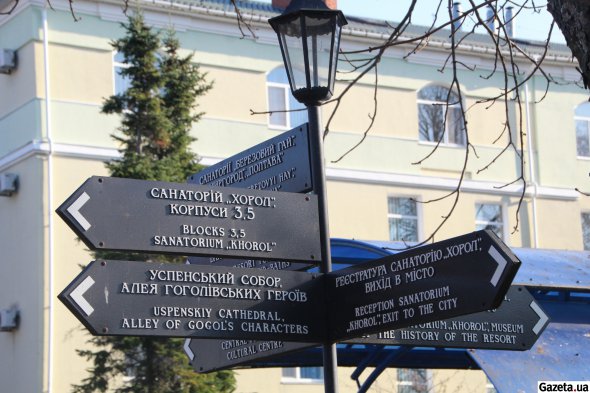 САНАТОРІЇ „БЕРЕЗОВИЙ ГАЙ",
„ПОЛТАВА"
САНАТОРІЙ „ХОРОЛ",
КОРПУСИ 3,5
BLOCKS 3,5
SANATORIUM „KHOROL"
УСПЕНСЬКИЙ СОБОР,
АЛЕЯ ГОГОЛІВСЬКИХ ГЕРОЇВ
USPENSKIY CATHEDRAL,
ALLEY OF GOGOL'S CHARACTERS
РЕЄСТРАТУРА САНАТОРІЮ „ХОРОЛ",
ВИХІД В МІСТО
RECEPTION SANATORIUM
„KHOROL", EXIT TO THE CITY
„KHOROL", MUSEUM
THE HISTORY OF THE RESORT
CENTRAL
CULTURAL CENTRE
Gazeta.ua